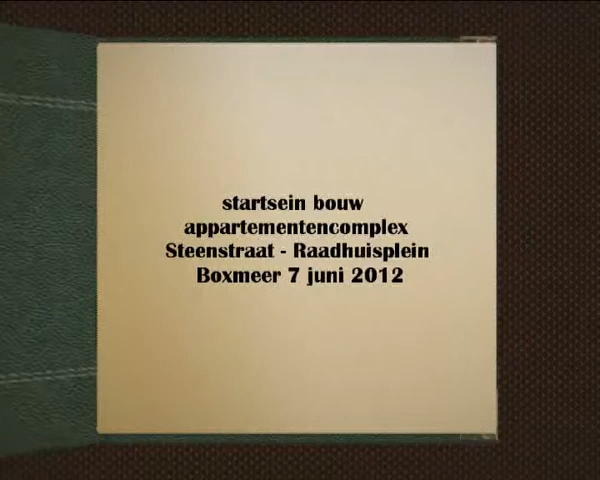 startsein bouw
appartementencomplex
Steenstraat - Raadhuisplein
Boxmeer 7 juni 2012